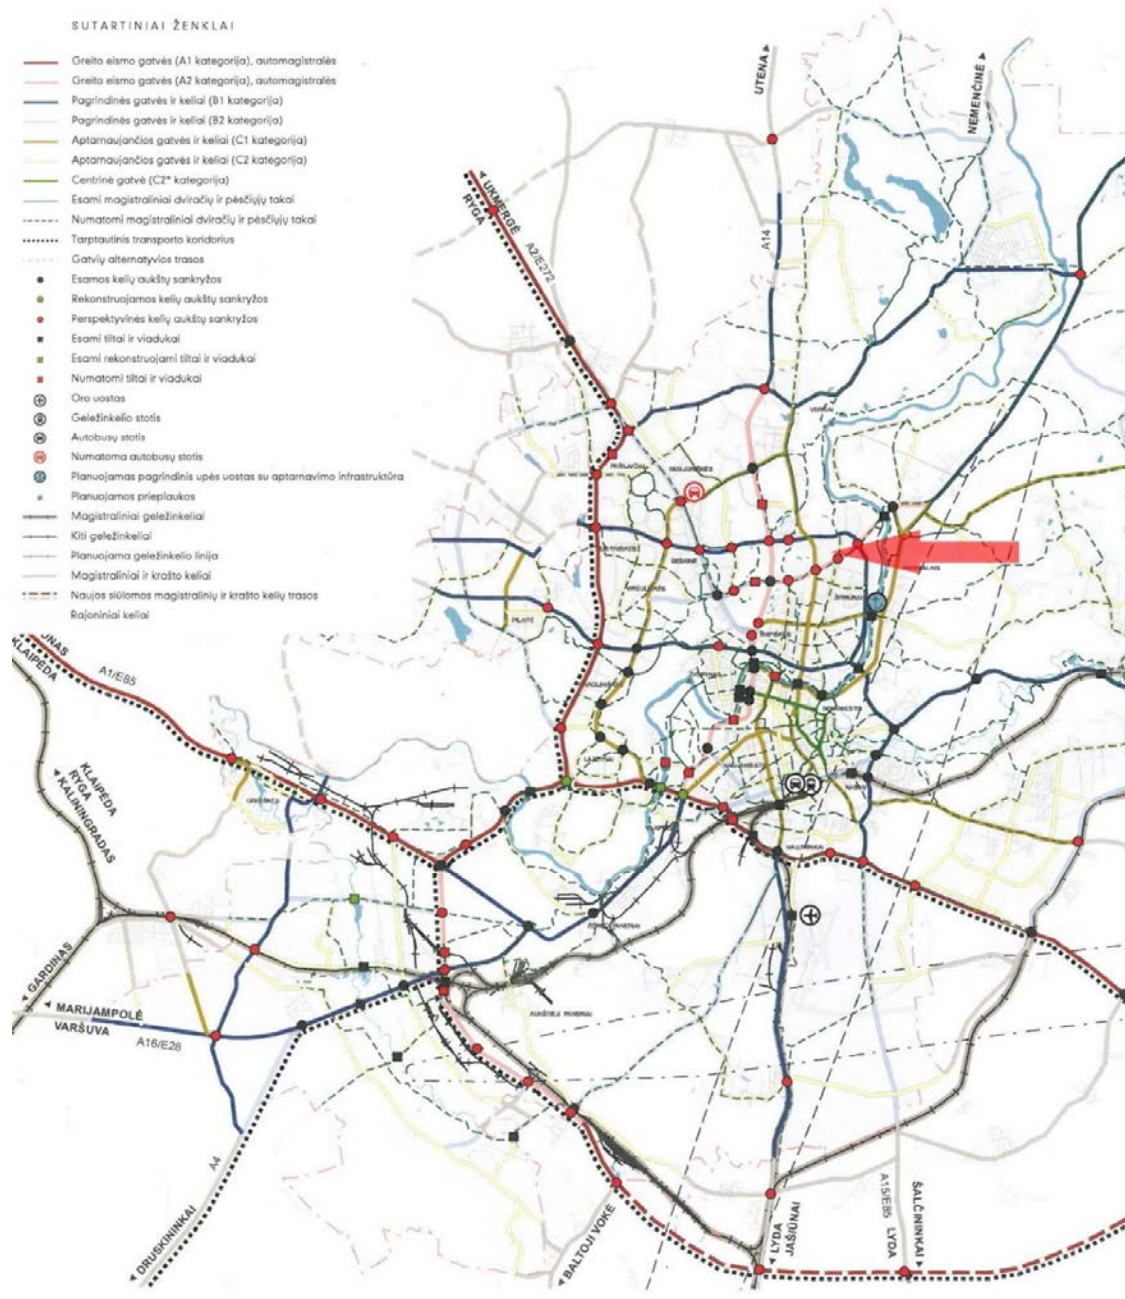 SUTARTINIAI ŽENKLAI
Greito eismo gatvės (A1 kategorija), automagistralės
Greito eismo gatvės (A2 kategorija), automagistralės
Pagrindinės gatvės ir keliai (B1 kategorija)
Pagrindinės gatvės ir keliai (B2 kategorija)
Aptarnaujančios gatvės ir keliai (C1 kategorija)
Aptarnaujančios gatvės ir keliai (C2 kategorija)
Centrinė gatvė (C2* kategorija)
Esami magistraliniai dviračių ir pėsčiųjų takai
Numatomi magistraliniai dviračių ir pėsčiųjų takai
Tarptautinis transporto koridorius
Gatvių alternatyvios trasos
Esamos kelių aukštų sankryžos
Rekonstruojamos kelių aukštų sankryžos
Perspektyvinės kelių aukštų sankryžos
Esami tiltai ir viadukai
Esami rekonstruojami tiltai ir viadukai
Numatomi tiltai ir viadukai
Oro uostas
Geležinkelio stotis
Autobusų stotis
Numatoma autobusų stotis
Planuojamas pagrindinis upės uostas su aptarnavimo infrastruktūra
Planuojamos prieplaukos
Magistraliniai geležinkeliai
Kiti geležinkeliai
Planuojama geležinkelio linija
Magistraliniai ir krašto keliai
Naujos siūlomos magistralinių ir krašto kelių trasos
Rajoniniai keliai
UTENA
NEMENČINĖ
UKMERGĖ
RYGA
A2/E272
A14
PILAITĖ
KLAIPĖDA
A1/E85
KLAIPĖDA
RYGA
KALININGRADAS
GARDINAS
MARIJAMPOLĖ
VARŠUVA
A16/E28
AUKŠTIEJI PANERIAI
A4
DRUSKININKAI
BALTOJI VOKĖ
LYDA
JAŠIŪNAI
A15/E85
LYDA
ŠALČININKAI